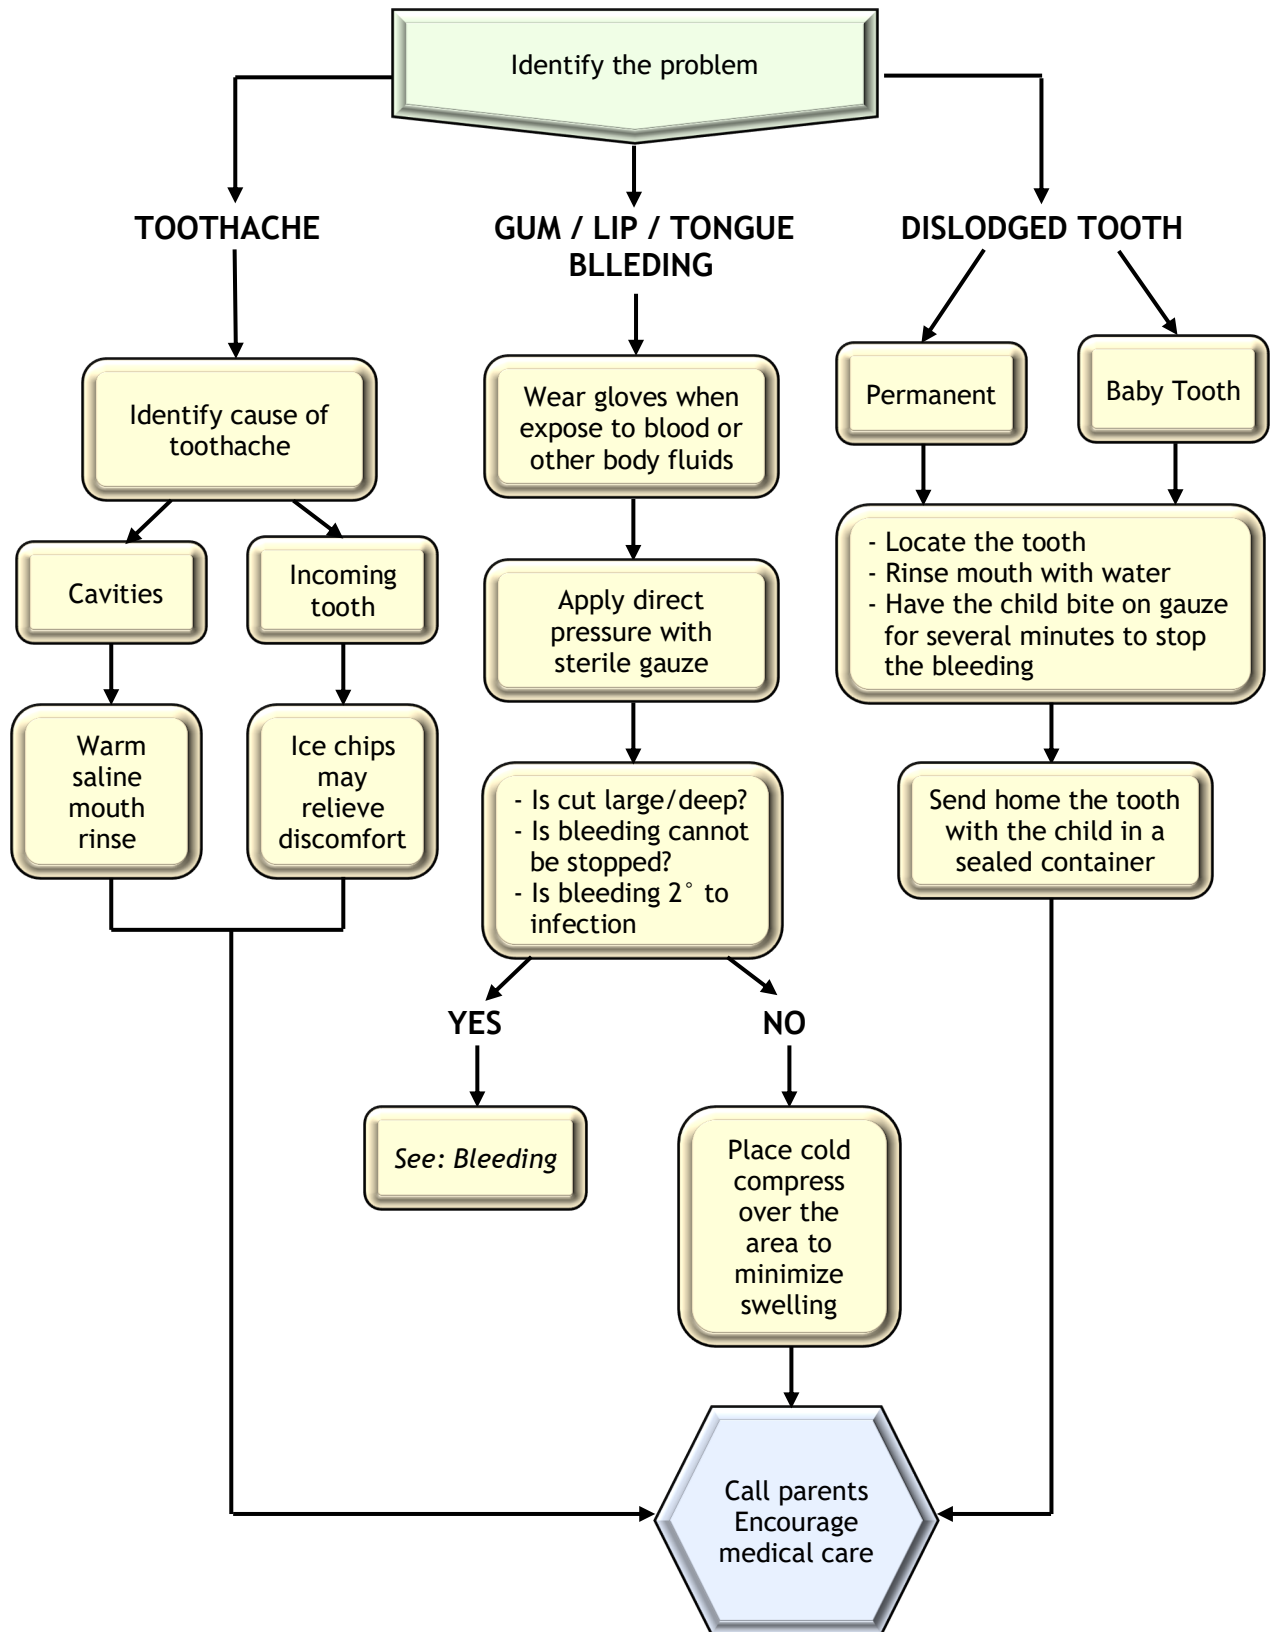 Identify the problem
TOOTHACHE
GUM / LIP / TONGUE
BLLEDING
DISLODGED TOOTH
Identify cause of
toothache
Wear gloves when
expose to blood or
other body fluids
Permanent
Baby Tooth
Cavities
Incoming
tooth
Apply direct
pressure with
sterile gauze
- Locate the tooth
- Rinse mouth with water
- Have the child bite on gauze
for several minutes to stop
the bleeding
Warm
saline
mouth
rinse
Ice chips
may
relieve
discomfort
- Is cut large/deep?
- Is bleeding cannot
be stopped?
- Is bleeding 2° to
infection
Send home the tooth
with the child in a
sealed container
YES
NO
See: Bleeding
Place cold
compress
over the
area to
minimize
swelling
Call parents
Encourage
medical care